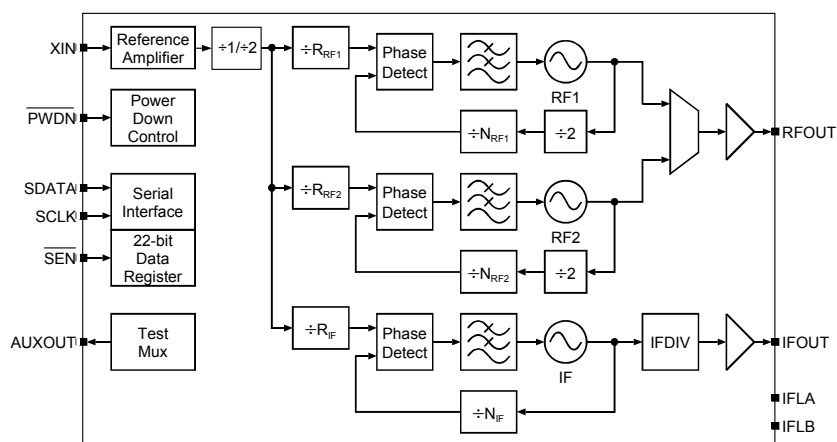 XIN
Reference
Amplifier
÷1/÷2
÷RRF1
Phase
Detect
RF1
÷NRF1
÷2
PWDN
Power
Down
Control
RFOUT
SDATA
SCLK
Serial
Interface
÷RRF2
Phase
Detect
RF2
÷NRF2
÷2
SEN
22-bit
Data
Register
AUXOUT
Test
Mux
÷RIF
Phase
Detect
IF
IFDIV
IFOUT
÷NIF
IFLA
IFLB